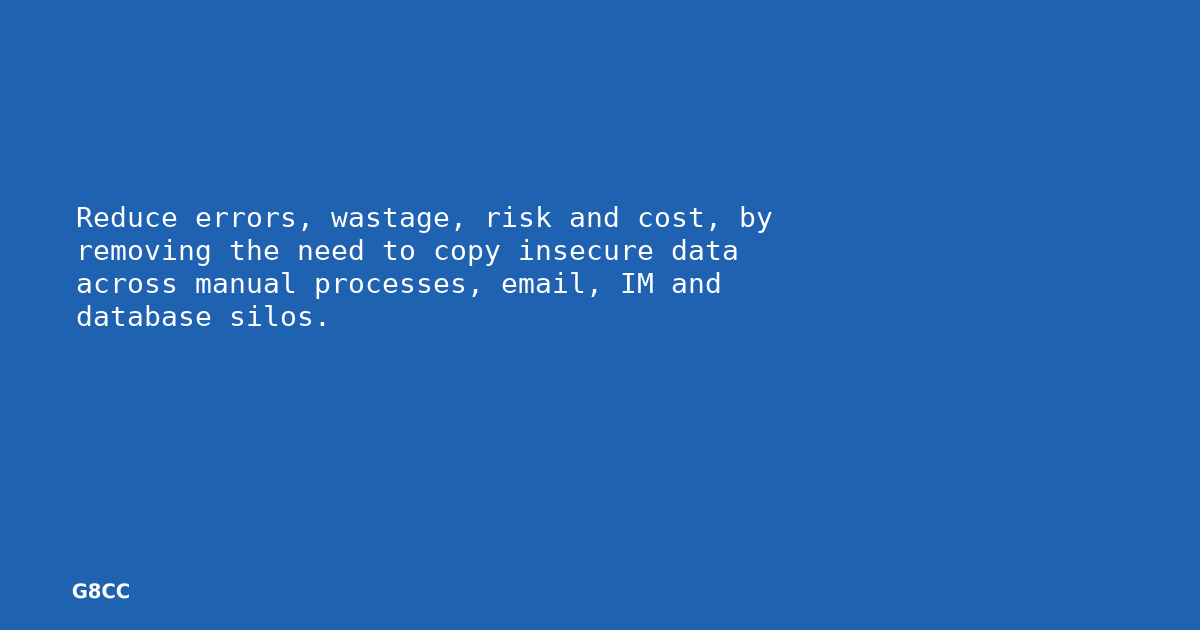 Reduce errors, wastage, risk and cost, by
removing the need to copy insecure data
across manual processes, email, IM and
database silos.
G8CC